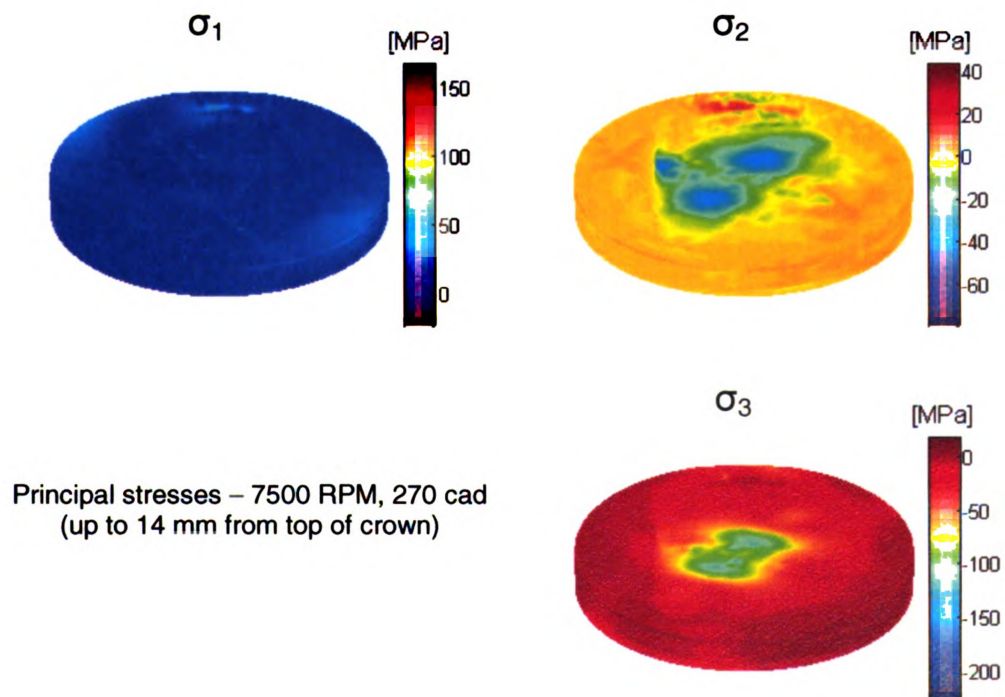 σ1
[MPa]
150
100
50
0
σ2
[MPa]
40
20
0
-20
-40
-60
σ3
[MPa]
0
-50
-100
-150
-200
Principal stresses – 7500 RPM, 270 cad
(up to 14 mm from top of crown)